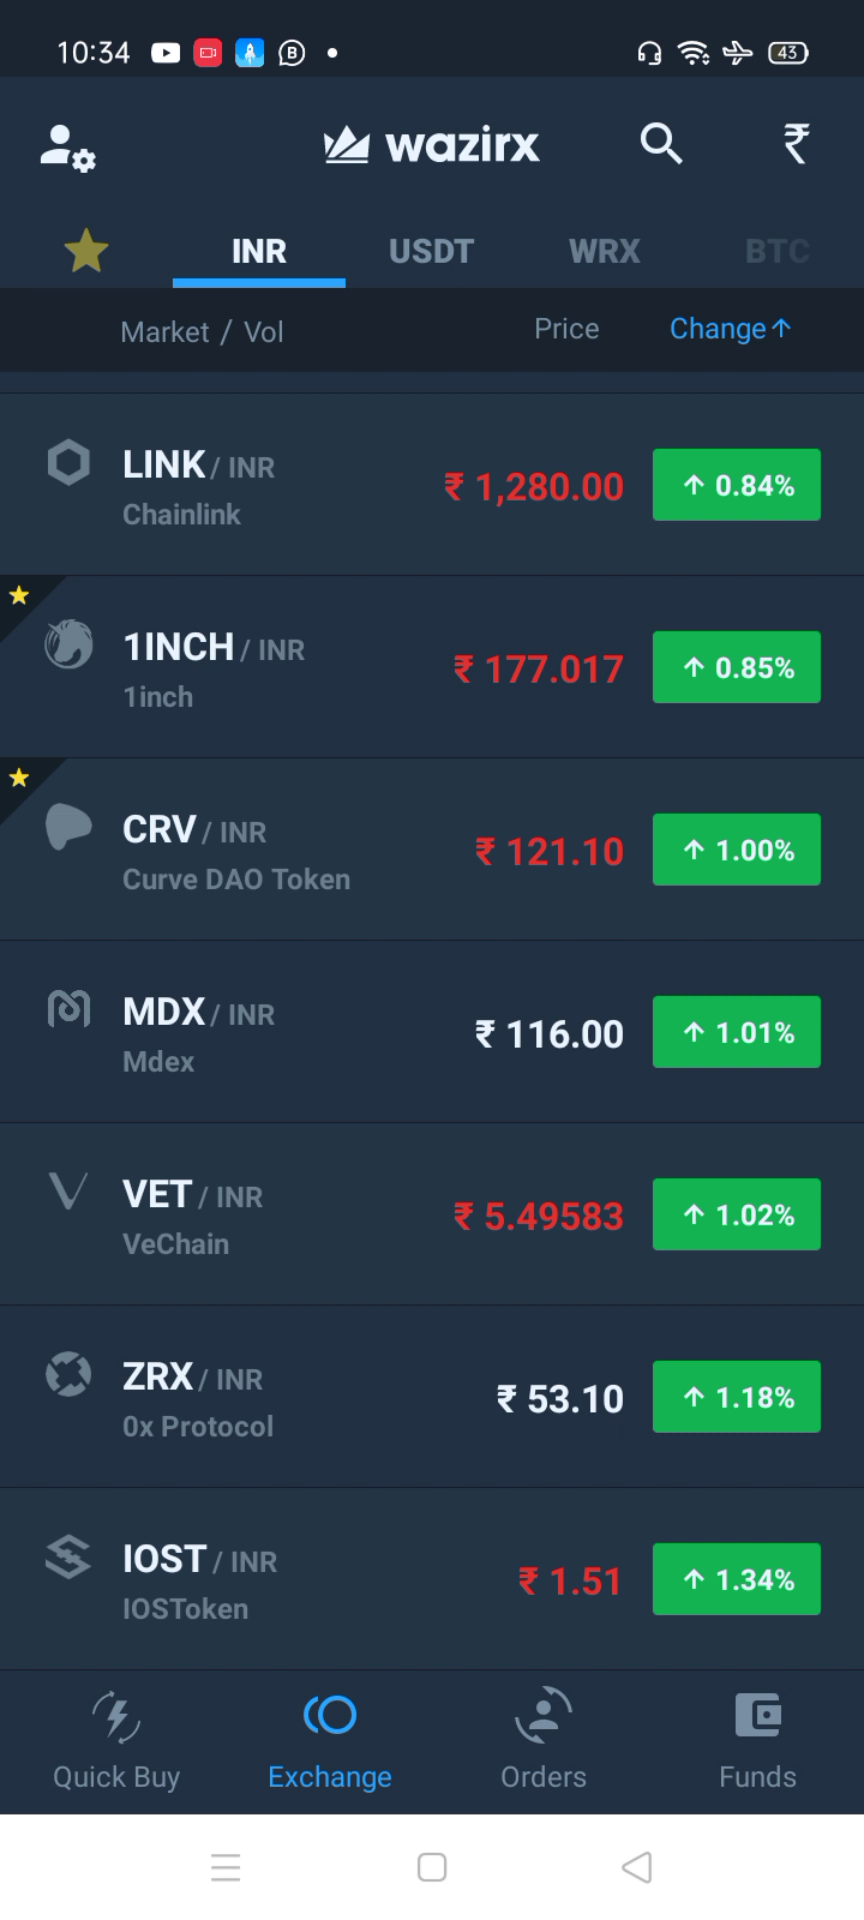 10:34 43
wazirx ₹
INR USDT WRX BTC
Market / Vol Price Change↑
LINK / INR ₹ 1,280.00 ↑ 0.84%
Chainlink
1INCH / INR ₹ 177.017 ↑ 0.85%
1inch
CRV / INR ₹ 121.10 ↑ 1.00%
Curve DAO Token
MDX / INR ₹ 116.00 ↑ 1.01%
Mdex
VET / INR ₹ 5.49583 ↑ 1.02%
VeChain
ZRX / INR ₹ 53.10 ↑ 1.18%
0x Protocol
IOST / INR ₹ 1.51 ↑ 1.34%
IOSToken
Quick Buy Exchange Orders Funds